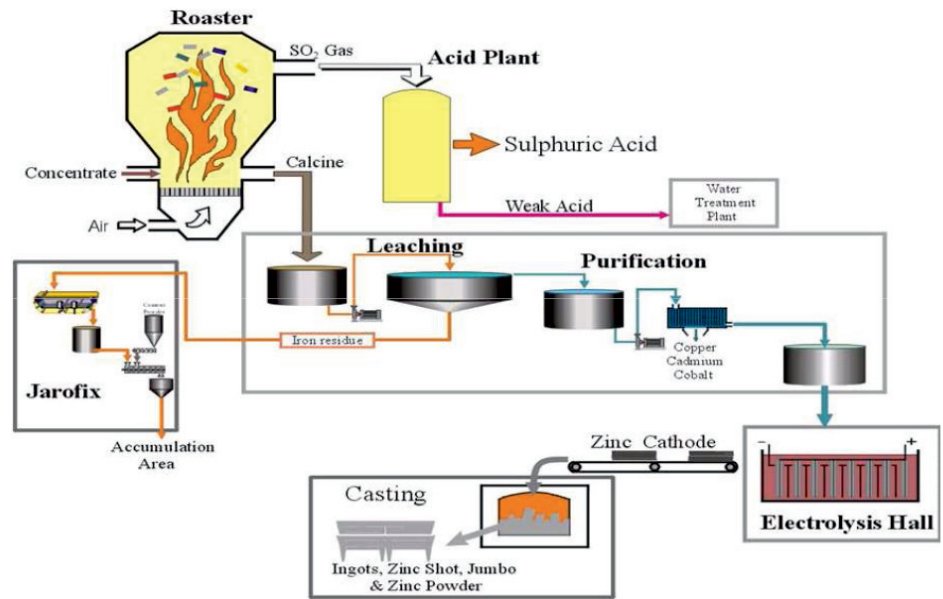 Roaster
SO2 Gas
Acid Plant
Sulphuric Acid
Concentrate
Calcine
Air
Weak Acid
Water
Treatment
Plant
Leaching
Purification
Iron residue
Copper
Cadmium
Cobalt
Jarofix
Accumulation
Area
Zinc Cathode
−
+
Electrolysis Hall
Casting
Ingots, Zinc Shot, Jumbo
& Zinc Powder